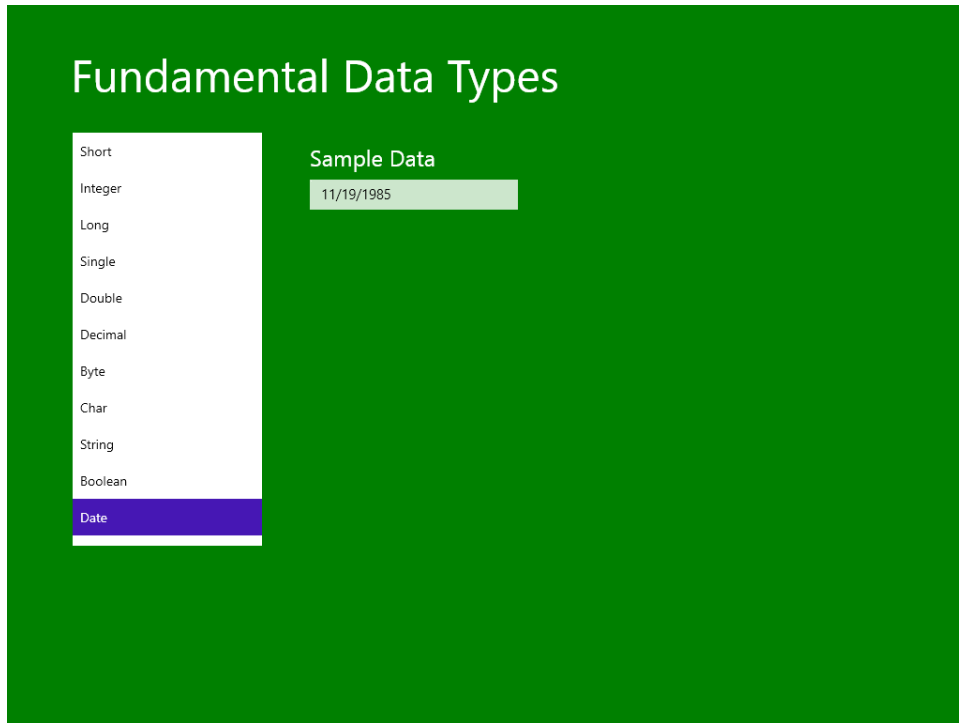 Fundamental Data Types
Short
Integer
Long
Single
Double
Decimal
Byte
Char
String
Boolean
Date
Sample Data
11/19/1985